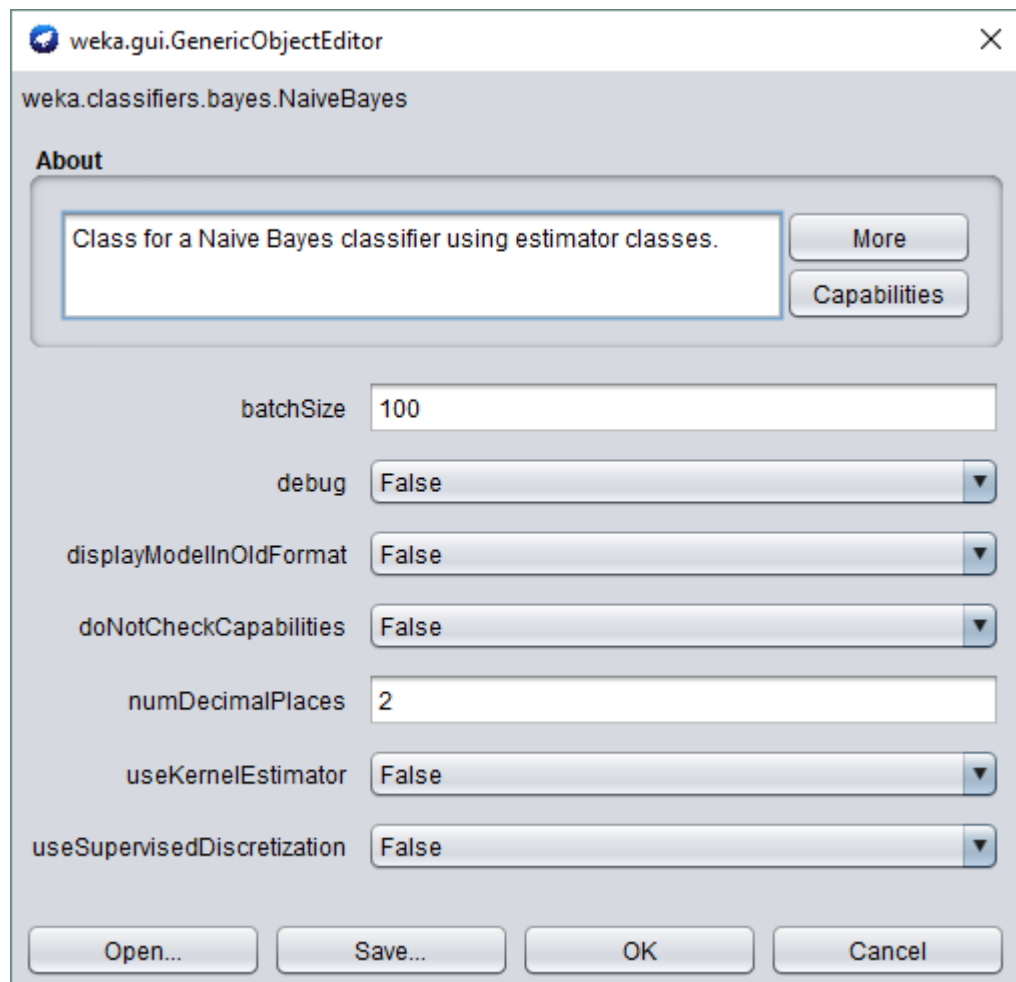 weka.gui.GenericObjectEditor
weka.classifiers.bayes.NaiveBayes
About
Class for a Naive Bayes classifier using estimator classes.
More
Capabilities
batchSize 100
debug False
displayModelInOldFormat False
doNotCheckCapabilities False
numDecimalPlaces 2
useKernelEstimator False
useSupervisedDiscretization False
Open... Save... OK Cancel